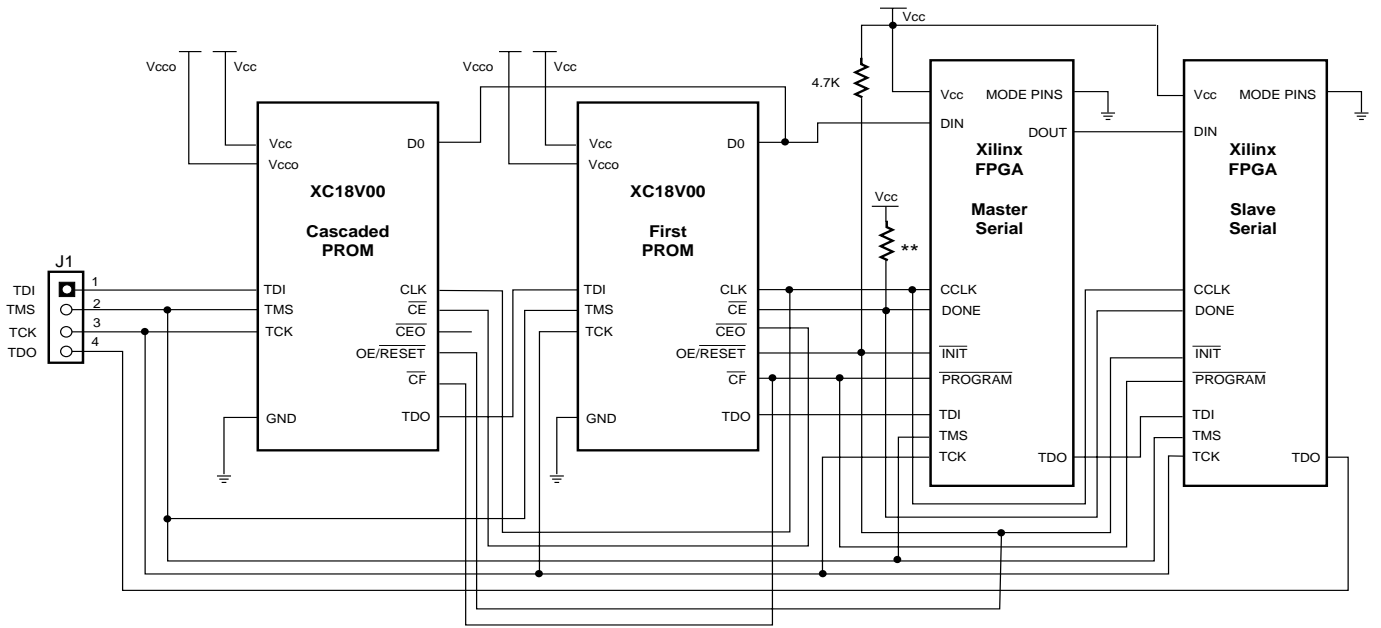 Vcco
Vcc
Vcc
Vcco
D0
XC18V00
Cascaded
PROM
TDI
TMS
TCK
CLK
CE
CEO
OE/RESET
CF
GND
TDO
Vcco
Vcc
Vcc
Vcco
D0
XC18V00
First
PROM
TDI
TMS
TCK
CLK
CE
CEO
OE/RESET
CF
GND
TDO
J1
TDI
TMS
TCK
TDO
1
2
3
4
Vcc
4.7K
Vcc
**
Vcc
MODE PINS
DIN
DOUT
Xilinx
FPGA
Master
Serial
CCLK
DONE
INIT
PROGRAM
TDI
TMS
TCK
TDO
Vcc
MODE PINS
DIN
Xilinx
FPGA
Slave
Serial
CCLK
DONE
INIT
PROGRAM
TDI
TMS
TCK
TDO